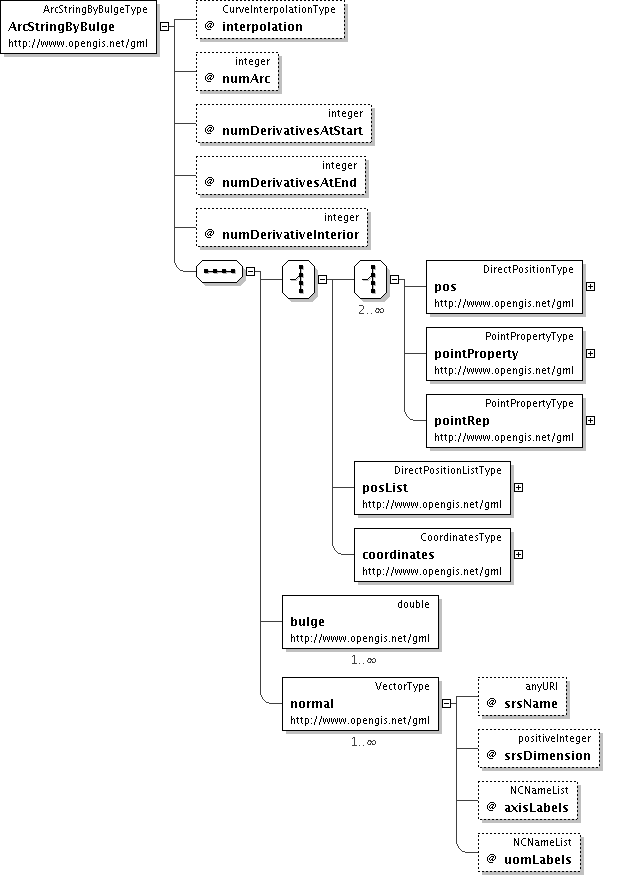 ArcStringByBulgeType
ArcStringByBulge
http://www.opengis.net/gml
CurveInterpolationType
@ interpolation
integer
@ numArc
integer
@ numDerivativesAtStart
integer
@ numDerivativesAtEnd
integer
@ numDerivativeInterior
2..∞
DirectPositionType
pos
http://www.opengis.net/gml
PointPropertyType
pointProperty
http://www.opengis.net/gml
PointPropertyType
pointRep
http://www.opengis.net/gml
DirectPositionListType
posList
http://www.opengis.net/gml
CoordinatesType
coordinates
http://www.opengis.net/gml
double
bulge
http://www.opengis.net/gml
1..∞
VectorType
normal
http://www.opengis.net/gml
1..∞
anyURI
@ srsName
positiveInteger
@ srsDimension
NCNameList
@ axisLabels
NCNameList
@ uomLabels